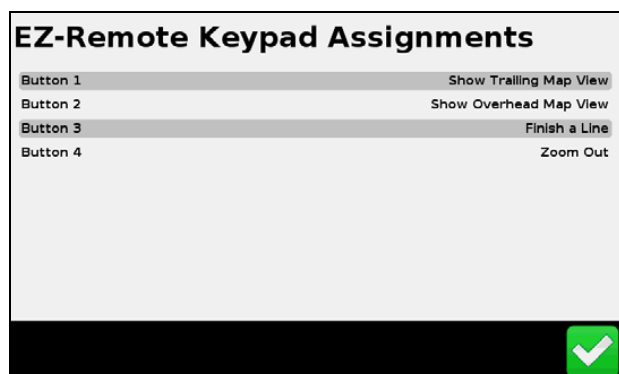 EZ-Remote Keypad Assignments
Button 1 Show Trailing Map View
Button 2 Show Overhead Map View
Button 3 Finish a Line
Button 4 Zoom Out